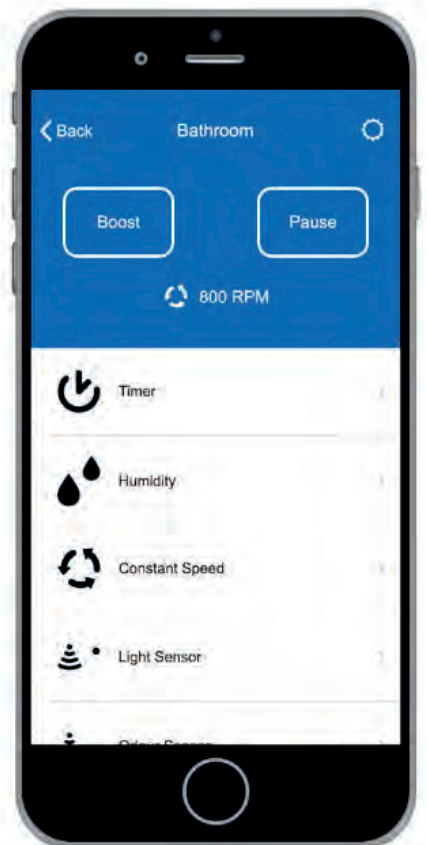 Back
Bathroom
Boost
Pause
800 RPM
Timer
Humidity
Constant Speed
Light Sensor